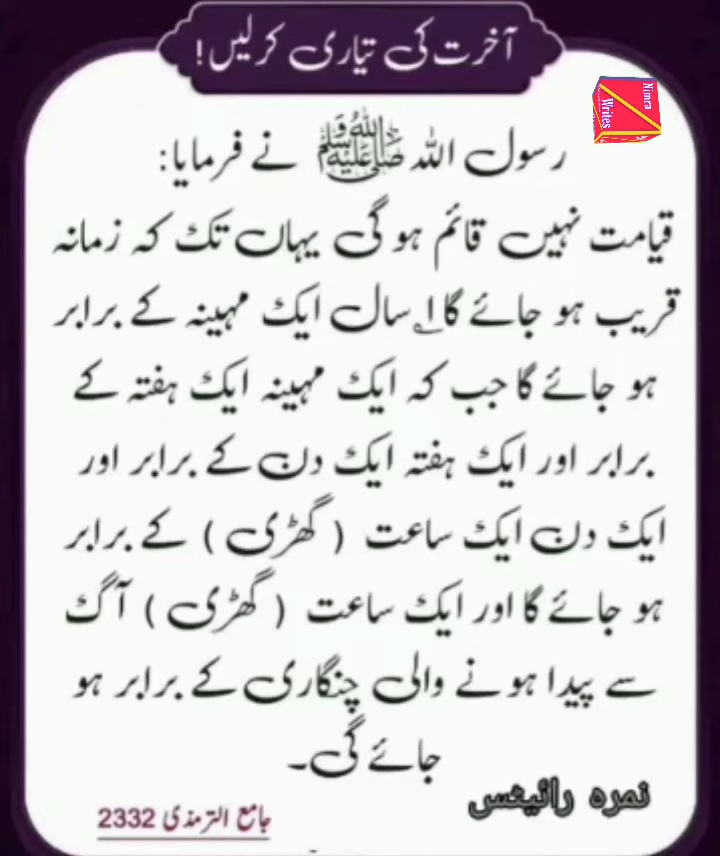 آخرت کی تیاری کرلیں!
Nimra
Writes
رسول اللہ ﷺ نے فرمایا:
قیامت نہیں قائم ہو گی یہاں تک کہ زمانہ
قریب ہو جائے گا ۱؎ سال ایک مہینہ کے برابر
ہو جائے گا جب کہ ایک مہینہ ایک ہفتہ کے
برابر اور ایک ہفتہ ایک دن کے برابر اور
ایک دن ایک ساعت ( گھڑی ) کے برابر
ہو جائے گا اور ایک ساعت ( گھڑی ) آگ
سے پیدا ہونے والی چنگاری کے برابر ہو
جائے گی۔
نمرہ رائیٹس
جامع الترمذی 2332